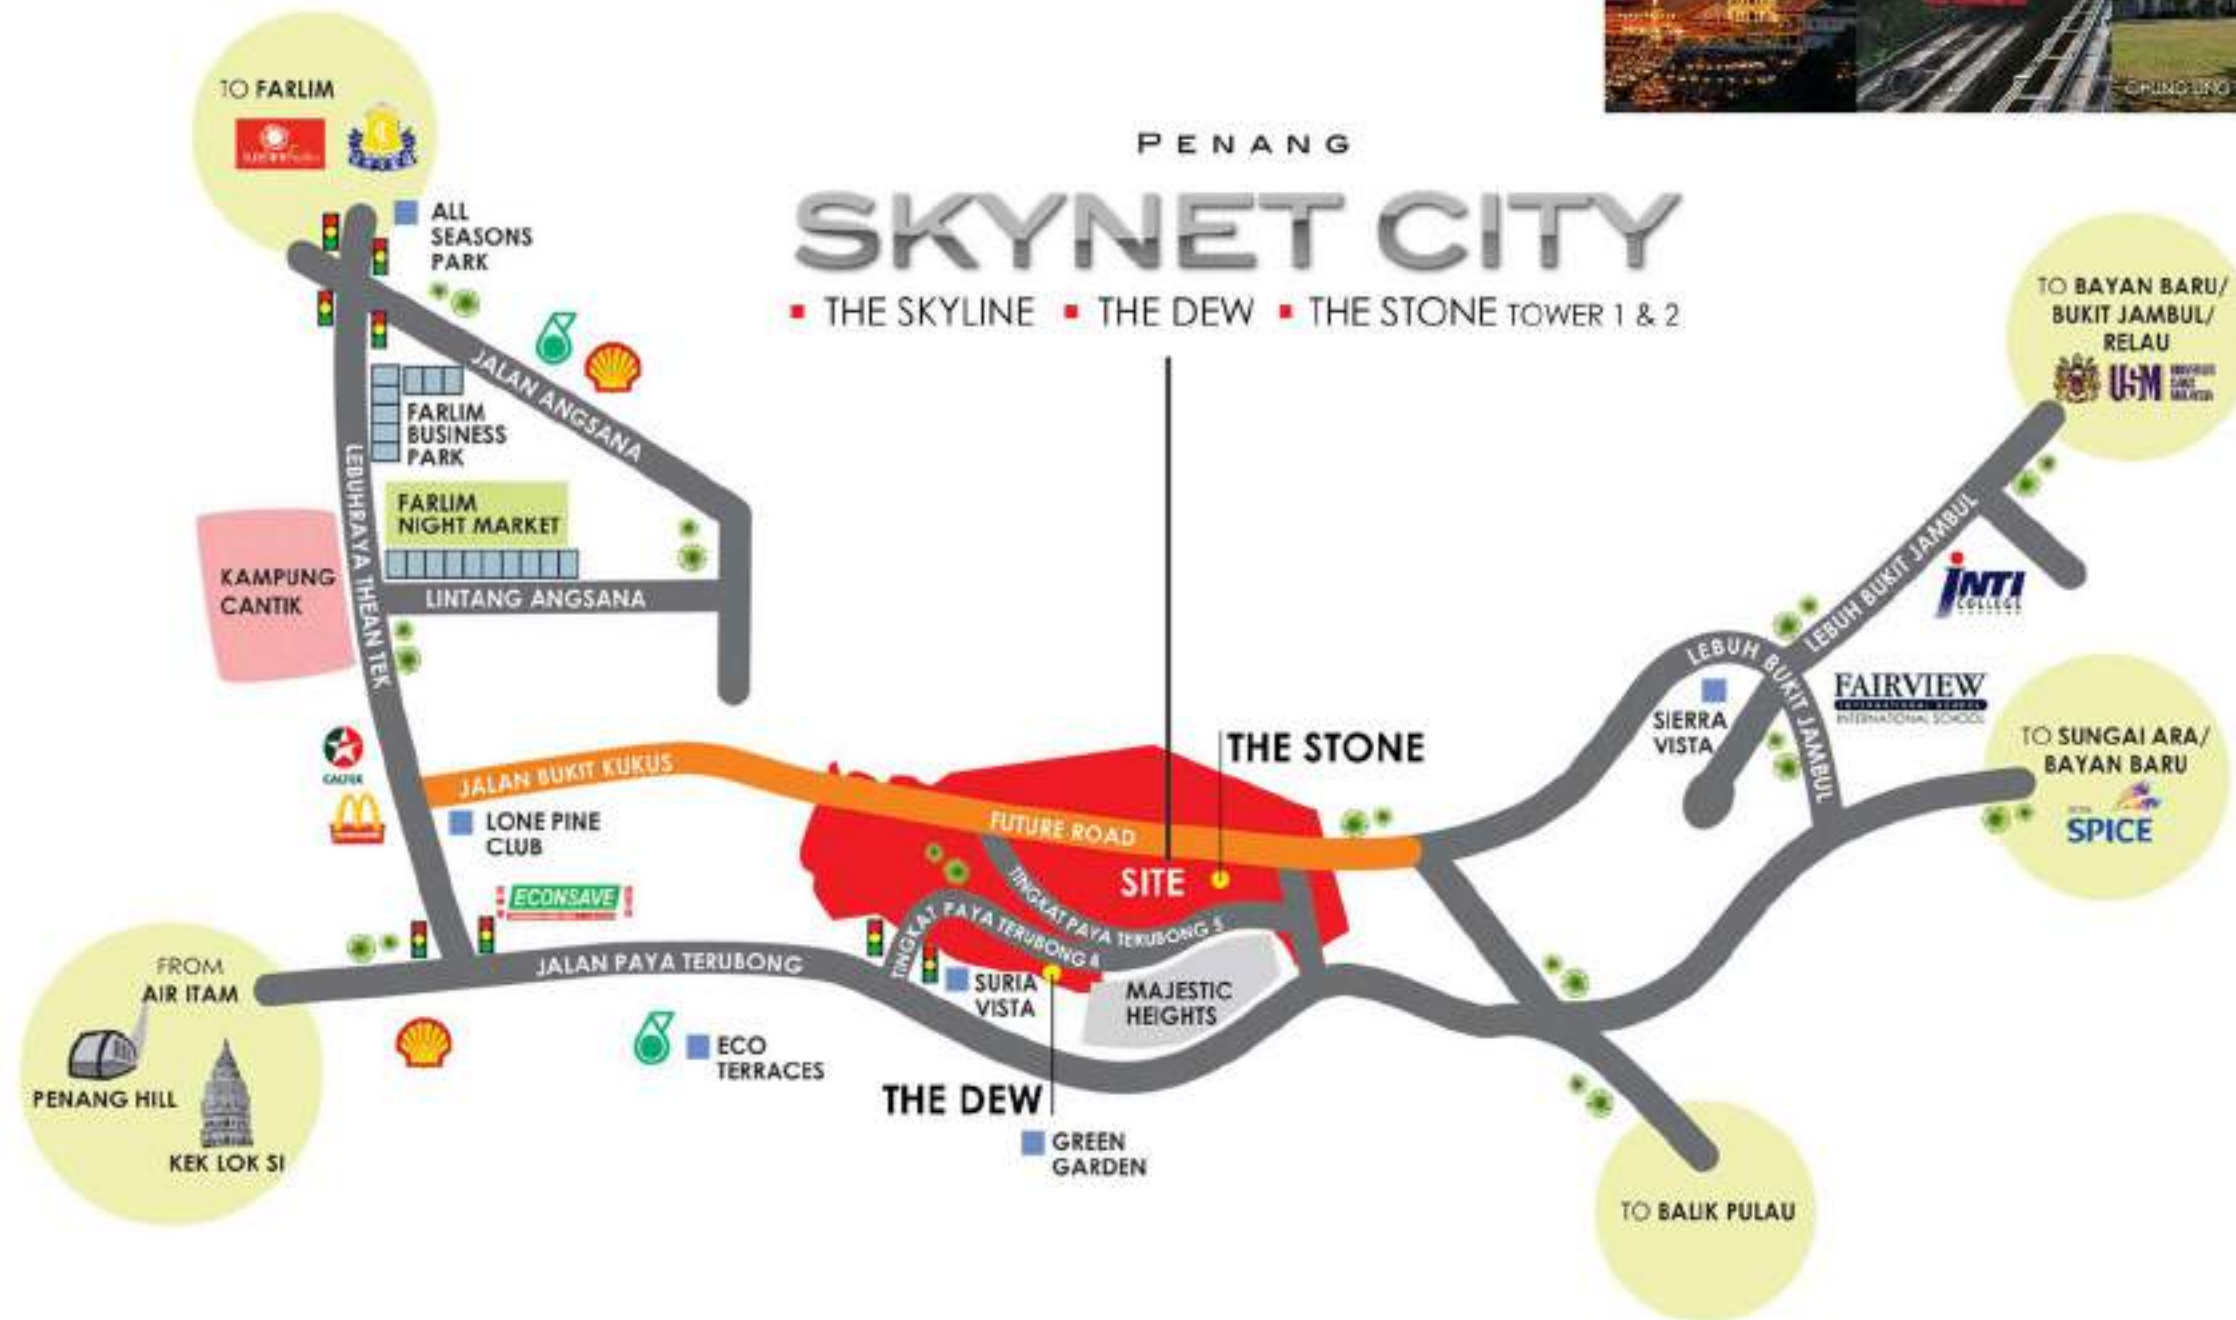 PENANG
SKYNET CITY
▪ THE SKYLINE ▪ THE DEW ▪ THE STONE TOWER 1 & 2
TO FARLIM
ALL
SEASONS
PARK
JALAN ANGSANA
FARLIM
BUSINESS
PARK
LEBUHRAYA THEAN TEK
FARLIM
NIGHT MARKET
KAMPUNG
CANTIK
LINTANG ANGSANA
CALTEX
JALAN BUKIT KUKUS
LONE PINE
CLUB
ECONSAVE
FUTURE ROAD
THE STONE
SITE
TINGKAT PAYA TERUBONG 5
TINGKAT PAYA TERUBONG 4
JALAN PAYA TERUBONG
SURIA
VISTA
MAJESTIC
HEIGHTS
FROM
AIR ITAM
PENANG HILL
KEK LOK SI
ECO
TERRACES
THE DEW
GREEN
GARDEN
TO BAYAN BARU/
BUKIT JAMBUL/
RELAU
USM
UNIVERSITI
SAINS
MALAYSIA
LEBUH BUKIT JAMBUL
INTI
COLLEGE
LEBUH BUKIT JAMBUL
SIERRA
VISTA
FAIRVIEW
INTERNATIONAL SCHOOL
INTERNATIONAL SCHOOL
TO SUNGAI ARA/
BAYAN BARU
SPICE
TO BALIK PULAU